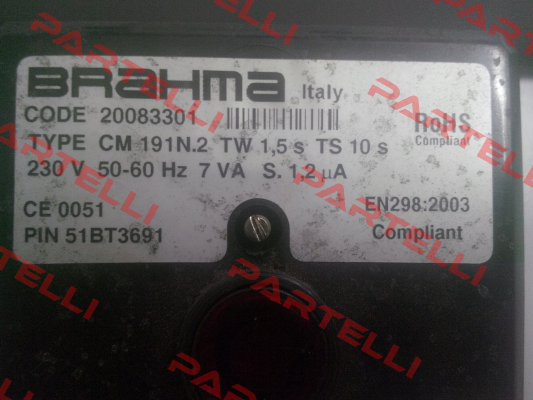 BRAHMA Italy
CODE 20083301
RoHS
Compliant
TYPE CM 191N.2 TW 1,5 s TS 10 s
230 V 50-60 Hz 7 VA S. 1,2 µA
CE 0051
EN298:2003
PIN 51BT3691
Compliant
PARTELLI
PARTELLI
PARTELLI
PARTELLI
PARTELLI
PARTELLI